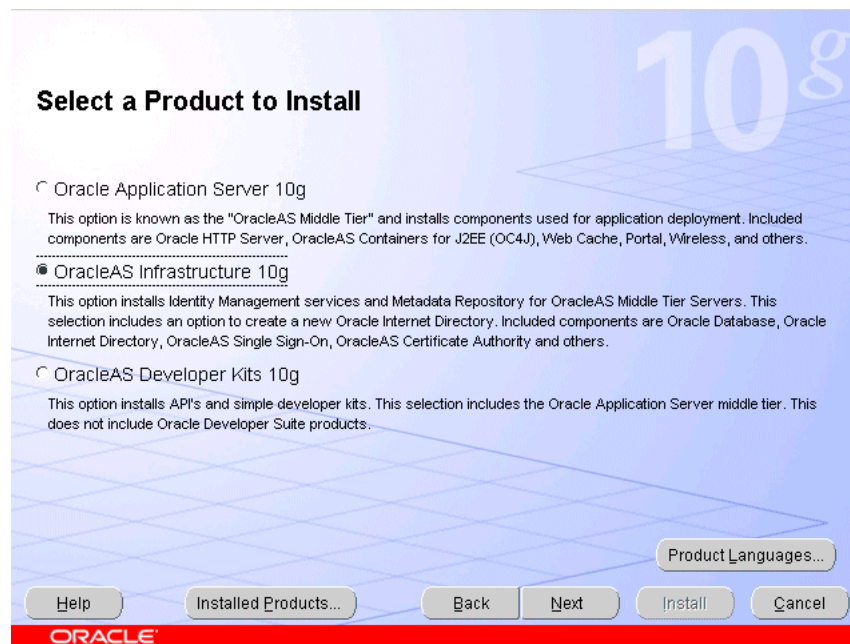 10g
Select a Product to Install
Oracle Application Server 10g
This option is known as the "OracleAS Middle Tier" and installs components used for application deployment. Included
components are Oracle HTTP Server, OracleAS Containers for J2EE (OC4J), Web Cache, Portal, Wireless, and others.
OracleAS Infrastructure 10g
This option installs Identity Management services and Metadata Repository for OracleAS Middle Tier Servers. This
selection includes an option to create a new Oracle Internet Directory. Included components are Oracle Database, Oracle
Internet Directory, OracleAS Single Sign-On, OracleAS Certificate Authority and others.
OracleAS Developer Kits 10g
This option installs API's and simple developer kits. This selection includes the Oracle Application Server middle tier. This
does not include Oracle Developer Suite products.
Product Languages...
Help Installed Products... Back Next Install Cancel
ORACLE